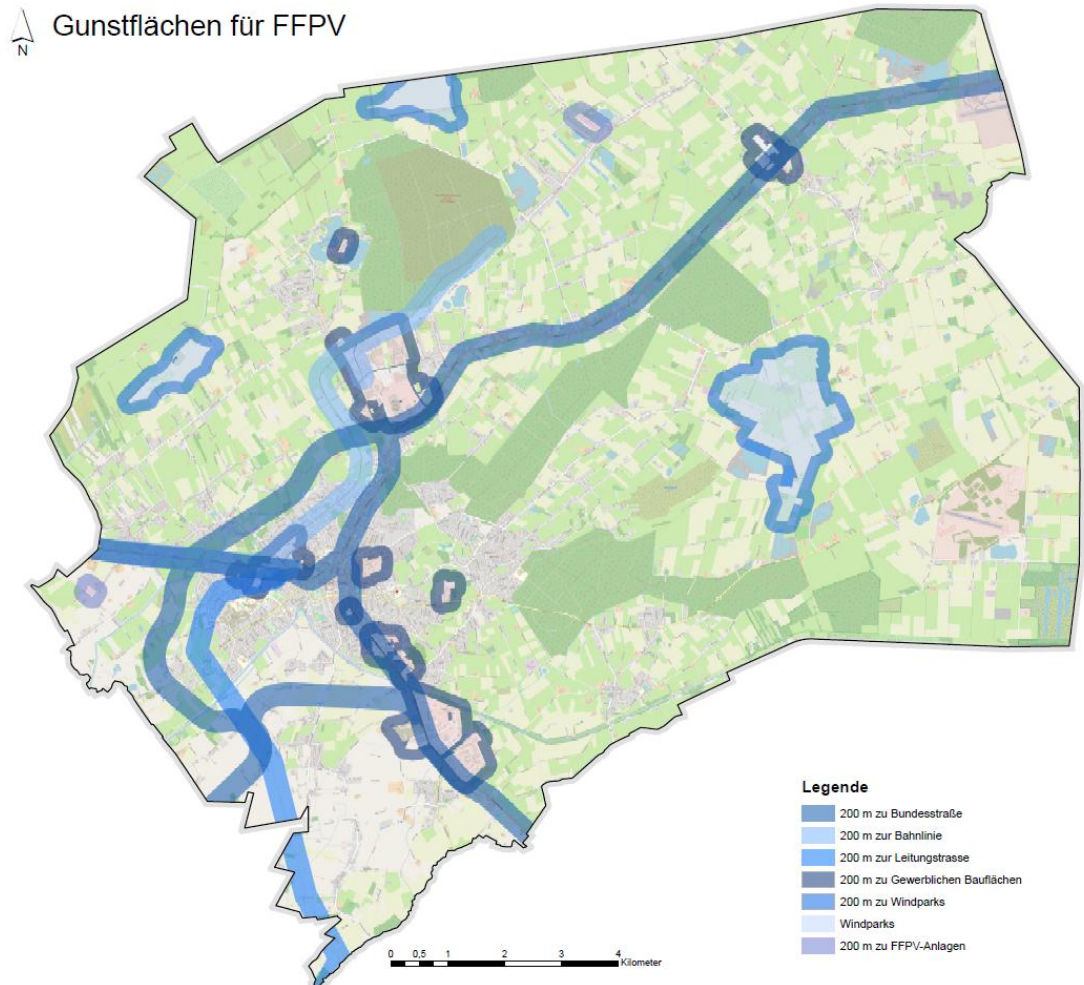 Gunstflächen für FFPV
N
Legende
200 m zu Bundesstraße
200 m zur Bahnlinie
200 m zur Leitungstrasse
200 m zu Gewerblichen Bauflächen
200 m zu Windparks
Windparks
200 m zu FFPV-Anlagen
0 0,5 1 2 3 4
Kilometer